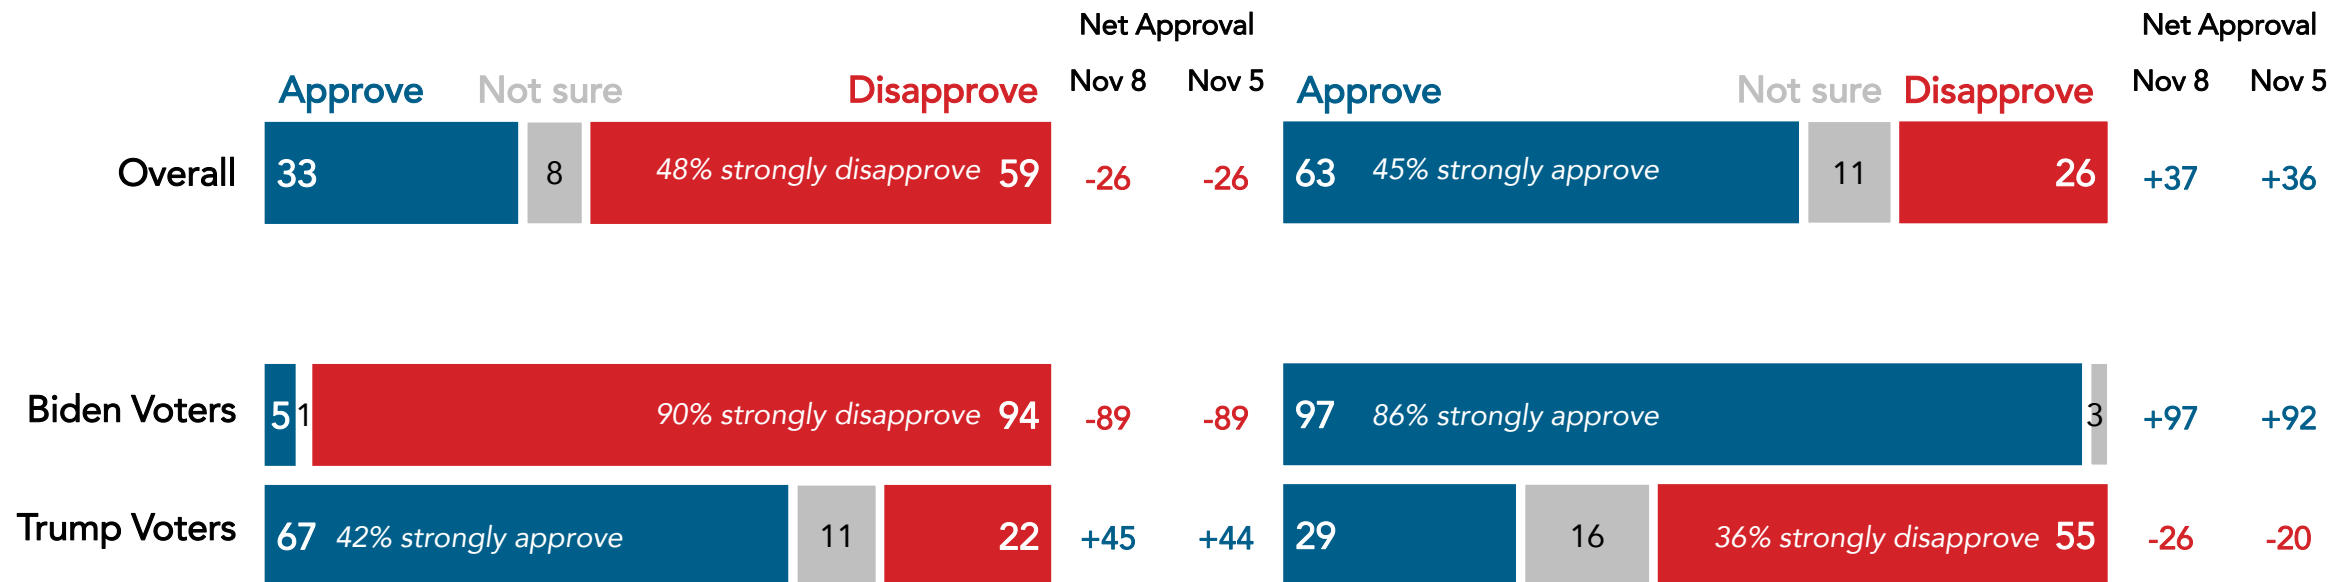 Net Approval Net Approval
Approve Not sure Disapprove Nov 8 Nov 5 Approve Not sure Disapprove Nov 8 Nov 5
Overall 33 8 48% strongly disapprove 59 -26 -26 63 45% strongly approve 11 26 +37 +36
Biden Voters 5 1 90% strongly disapprove 94 -89 -89 97 86% strongly approve 3 +97 +92
Trump Voters 67 42% strongly approve 11 22 +45 +44 29 16 36% strongly disapprove 55 -26 -20